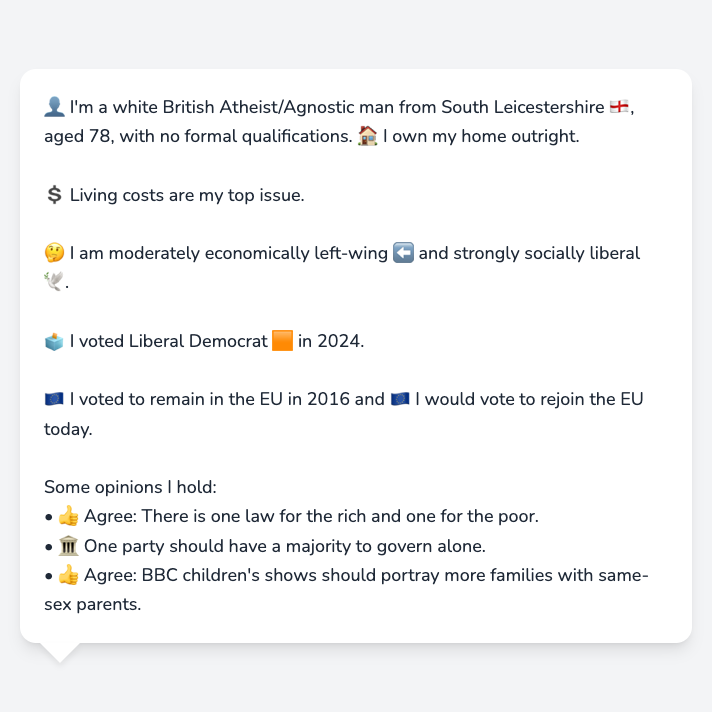 👤 I'm a white British Atheist/Agnostic man from South Leicestershire 🏴󠁧󠁢󠁥󠁮󠁧󠁿,
aged 78, with no formal qualifications. 🏠 I own my home outright.
💲 Living costs are my top issue.
🤔 I am moderately economically left-wing ⬅️ and strongly socially liberal
🕊️.
🗳️ I voted Liberal Democrat 🟧 in 2024.
🇪🇺 I voted to remain in the EU in 2016 and 🇪🇺 I would vote to rejoin the EU
today.
Some opinions I hold:
• 👍 Agree: There is one law for the rich and one for the poor.
• 🏛️ One party should have a majority to govern alone.
• 👍 Agree: BBC children's shows should portray more families with same-
sex parents.